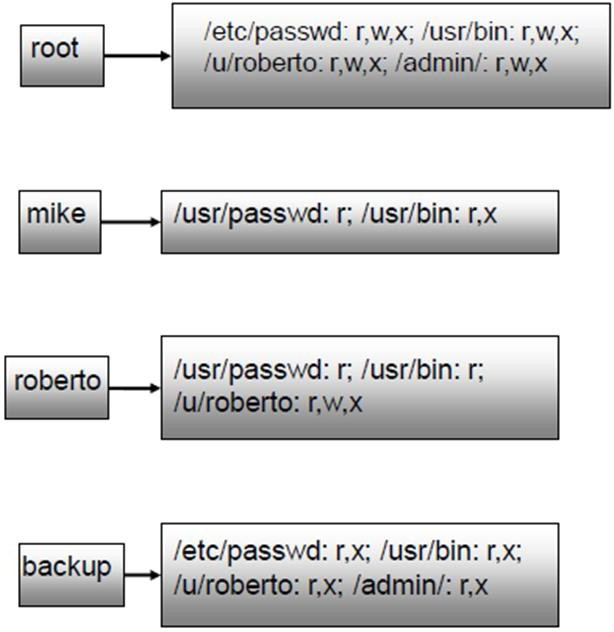 root
/etc/passwd: r,w,x; /usr/bin: r,w,x;
/u/roberto: r,w,x; /admin/: r,w,x
mike
/usr/passwd: r; /usr/bin: r,x
roberto
/usr/passwd: r; /usr/bin: r;
/u/roberto: r,w,x
backup
/etc/passwd: r,x; /usr/bin: r,x;
/u/roberto: r,x; /admin/: r,x